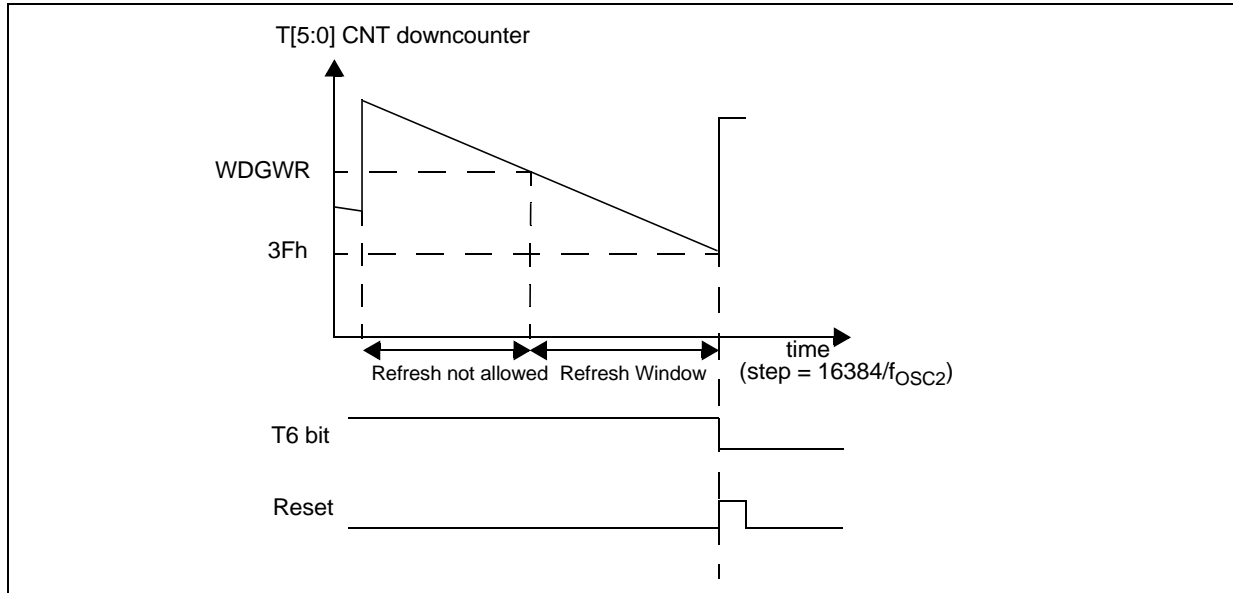 T[5:0] CNT downcounter
WDGWR
3Fh
time
Refresh not allowed Refresh Window (step = 16384/fOSC2)
T6 bit
Reset